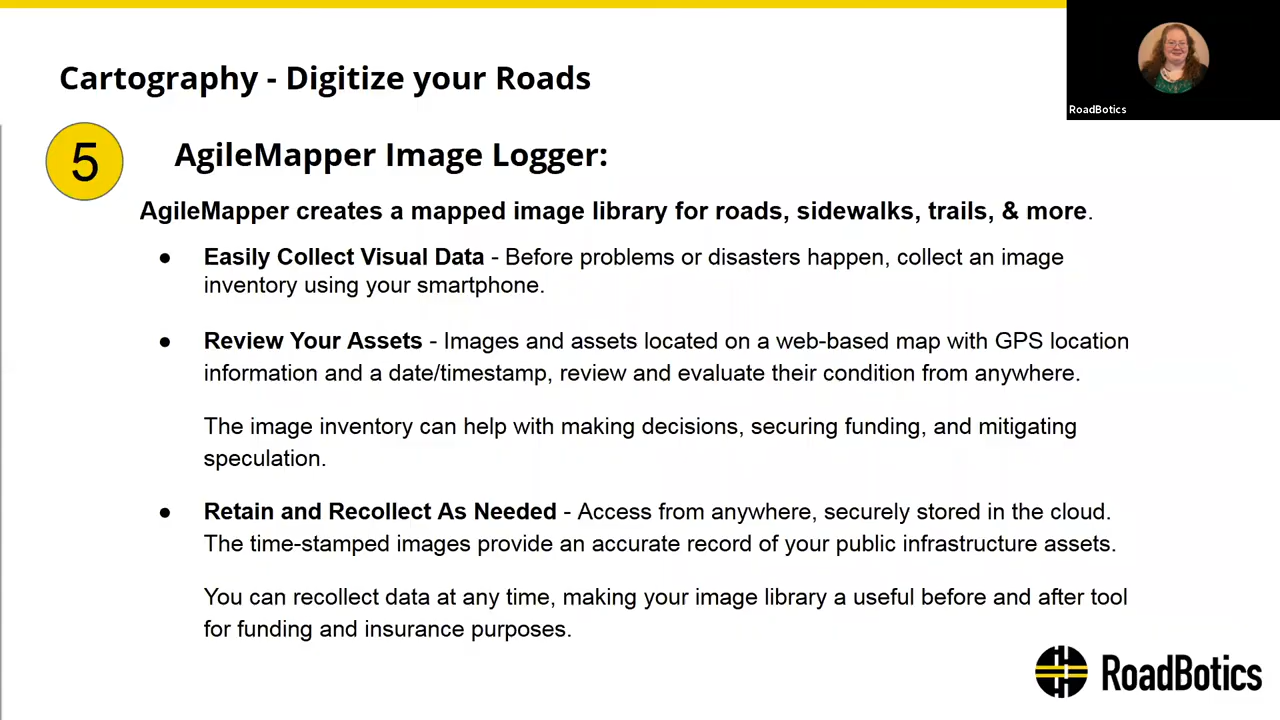 Cartography - Digitize your Roads
RoadBotics
5
AgileMapper Image Logger:
AgileMapper creates a mapped image library for roads, sidewalks, trails, & more.
● Easily Collect Visual Data - Before problems or disasters happen, collect an image
inventory using your smartphone.
● Review Your Assets - Images and assets located on a web-based map with GPS location
information and a date/timestamp, review and evaluate their condition from anywhere.
The image inventory can help with making decisions, securing funding, and mitigating
speculation.
● Retain and Recollect As Needed - Access from anywhere, securely stored in the cloud.
The time-stamped images provide an accurate record of your public infrastructure assets.
You can recollect data at any time, making your image library a useful before and after tool
for funding and insurance purposes.
RoadBotics